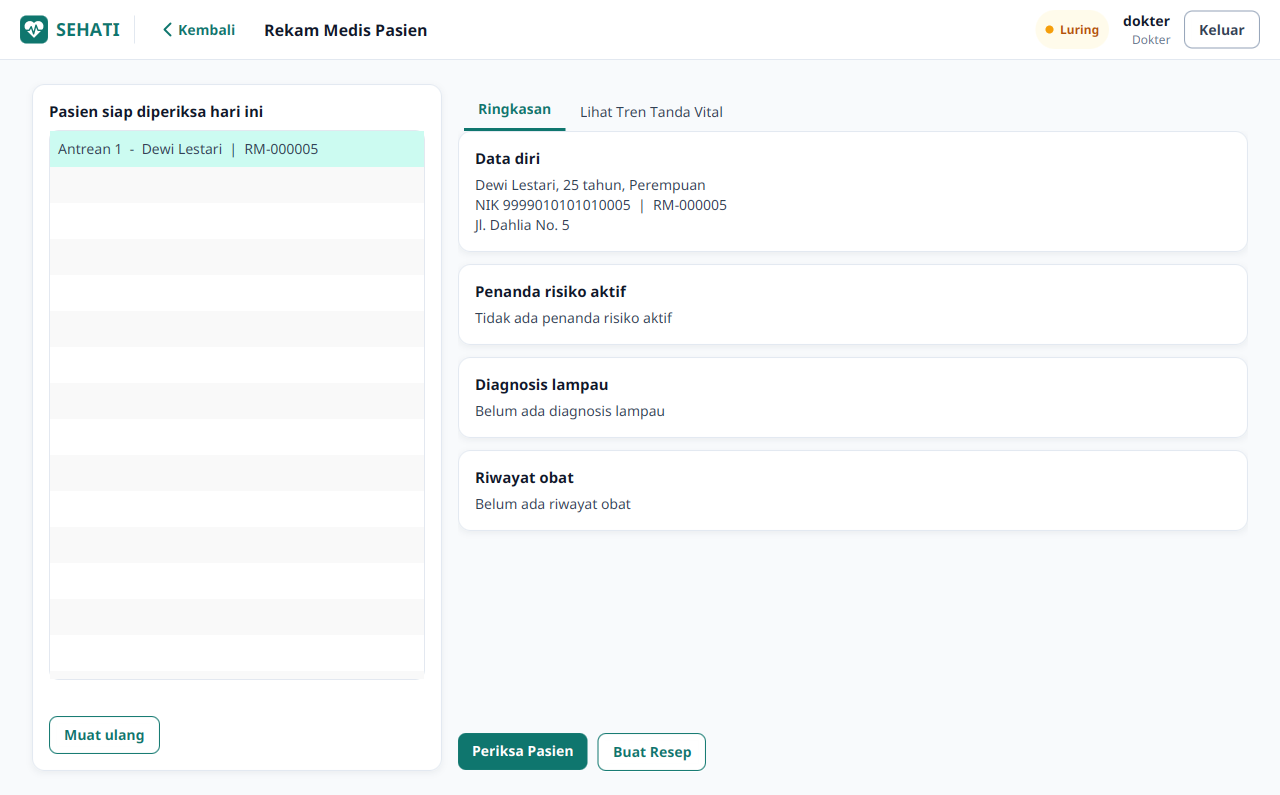 SEHATI
Kembali
Rekam Medis Pasien
Luring
dokter
Dokter
Keluar
Pasien siap diperiksa hari ini
Antrean 1 - Dewi Lestari | RM-000005
Muat ulang
Ringkasan
Lihat Tren Tanda Vital
Data diri
Dewi Lestari, 25 tahun, Perempuan
NIK 9999010101010005 | RM-000005
Jl. Dahlia No. 5
Penanda risiko aktif
Tidak ada penanda risiko aktif
Diagnosis lampau
Belum ada diagnosis lampau
Riwayat obat
Belum ada riwayat obat
Periksa Pasien
Buat Resep